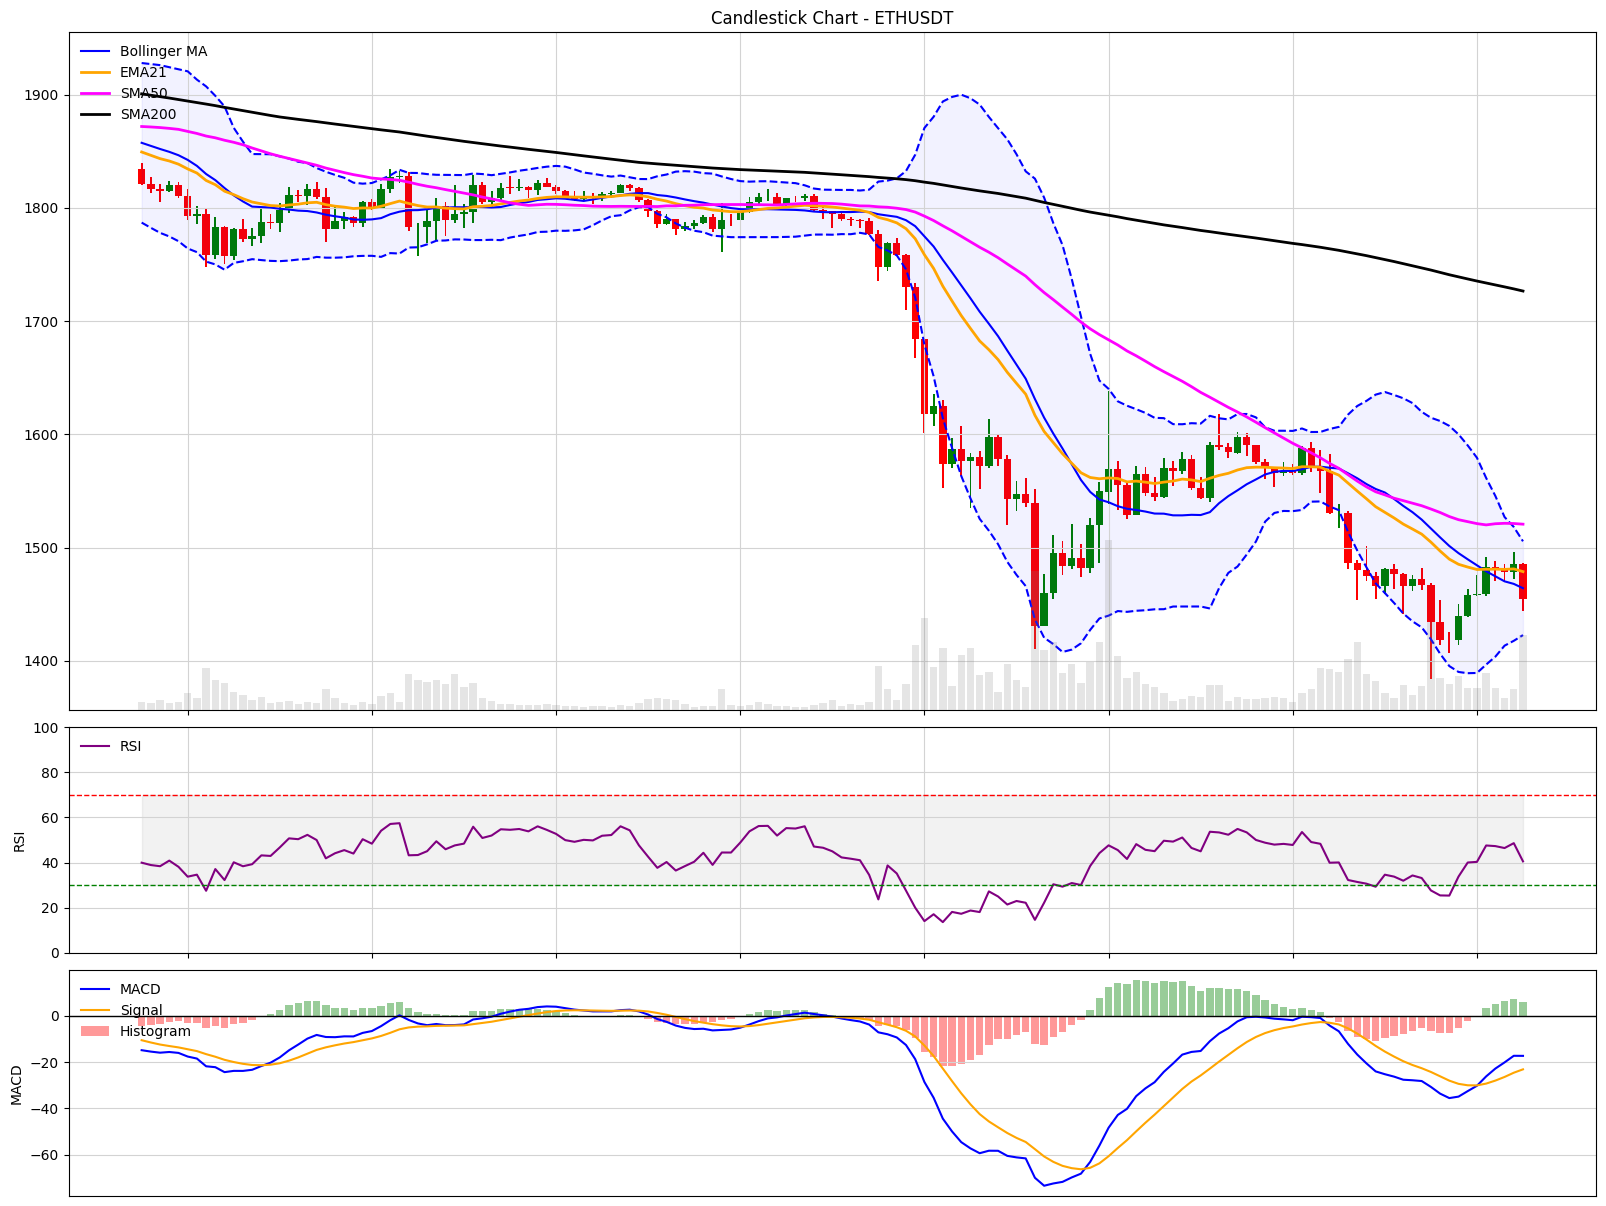 Candlestick Chart - ETHUSDT
Bollinger MA
EMA21
SMA50
SMA200
1900
1800
1700
1600
1500
1400
RSI
100
80
60
40
20
0
RSI
MACD
Signal
Histogram
0
−20
−40
−60
MACD